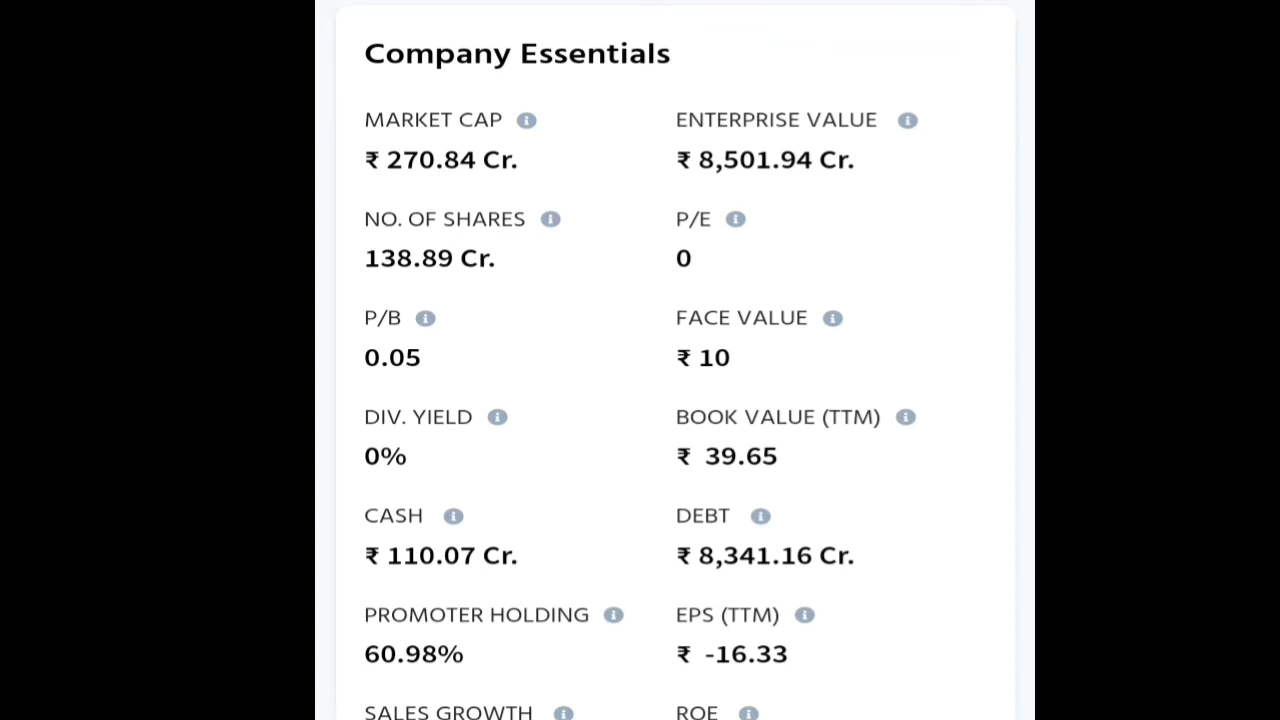 Company Essentials
MARKET CAP ENTERPRISE VALUE
₹ 270.84 Cr. ₹ 8,501.94 Cr.
NO. OF SHARES P/E
138.89 Cr. 0
P/B FACE VALUE
0.05 ₹ 10
DIV. YIELD BOOK VALUE (TTM)
0% ₹ 39.65
CASH DEBT
₹ 110.07 Cr. ₹ 8,341.16 Cr.
PROMOTER HOLDING EPS (TTM)
60.98% ₹ -16.33
SALES GROWTH ROE